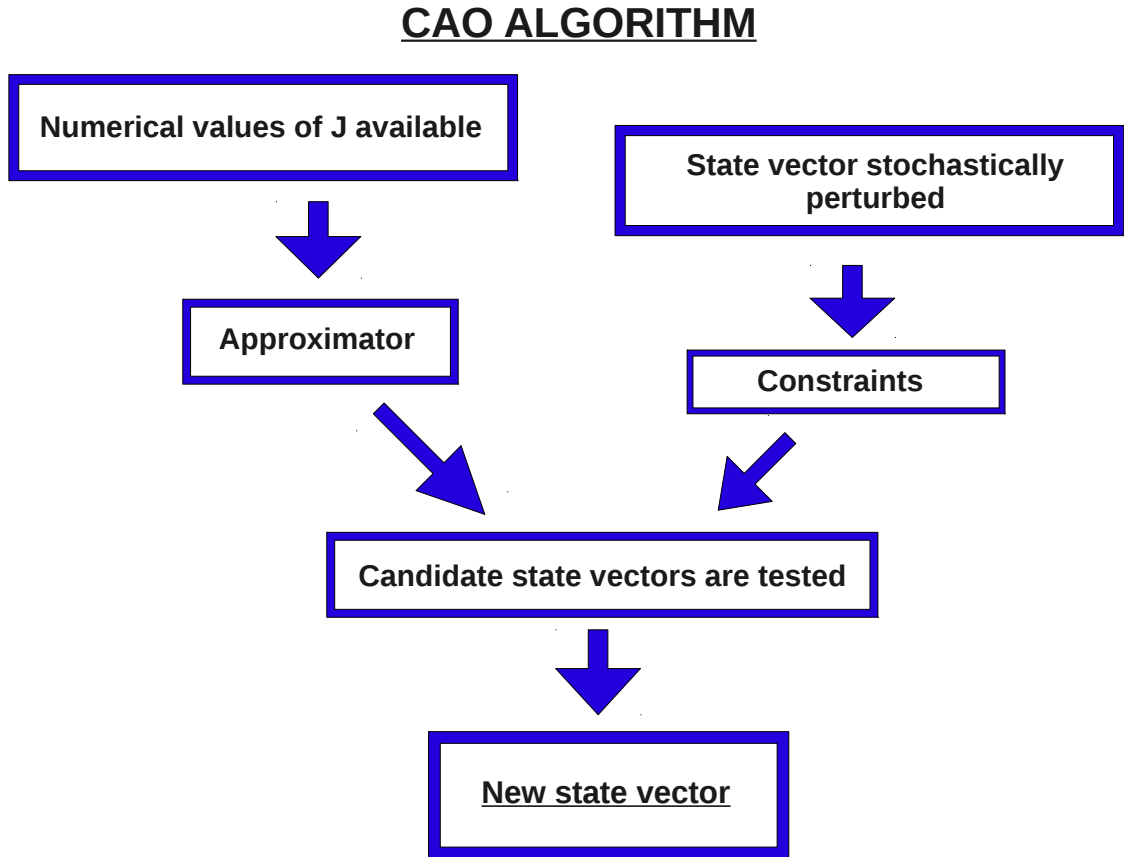 CAO ALGORITHM
Numerical values of J available
State vector stochastically
perturbed
Approximator
Constraints
Candidate state vectors are tested
New state vector